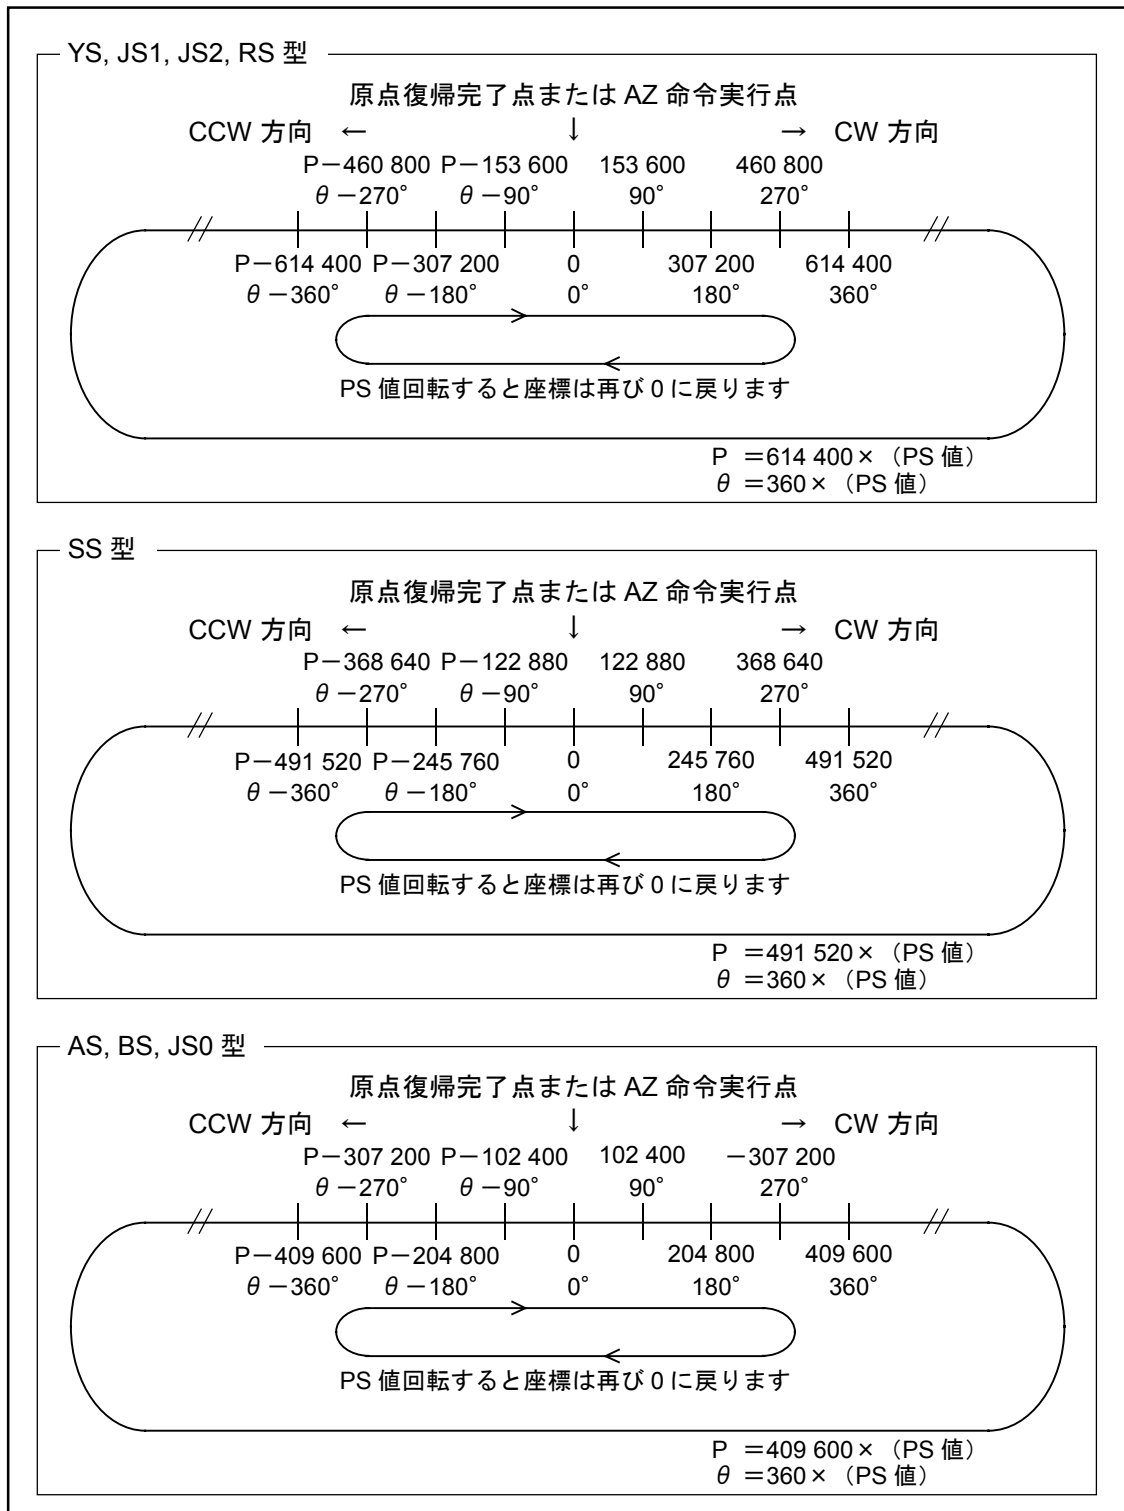 YS, JS1, JS2, RS 型
原点復帰完了点または AZ 命令実行点
CCW 方向 ← ↓ → CW 方向
P－460 800 P－153 600 153 600 460 800
θ－270° θ－90° 90° 270°
P－614 400 P－307 200 0 307 200 614 400
θ－360° θ－180° 0° 180° 360°
PS 値回転すると座標は再び 0 に戻ります
P ＝614 400×（PS 値）
θ ＝360×（PS 値）
SS 型
原点復帰完了点または AZ 命令実行点
CCW 方向 ← ↓ → CW 方向
P－368 640 P－122 880 122 880 368 640
θ－270° θ－90° 90° 270°
P－491 520 P－245 760 0 245 760 491 520
θ－360° θ－180° 0° 180° 360°
PS 値回転すると座標は再び 0 に戻ります
P ＝491 520×（PS 値）
θ ＝360×（PS 値）
AS, BS, JS0 型
原点復帰完了点または AZ 命令実行点
CCW 方向 ← ↓ → CW 方向
P－307 200 P－102 400 102 400 －307 200
θ－270° θ－90° 90° 270°
P－409 600 P－204 800 0 204 800 409 600
θ－360° θ－180° 0° 180° 360°
PS 値回転すると座標は再び 0 に戻ります
P ＝409 600×（PS 値）
θ ＝360×（PS 値）